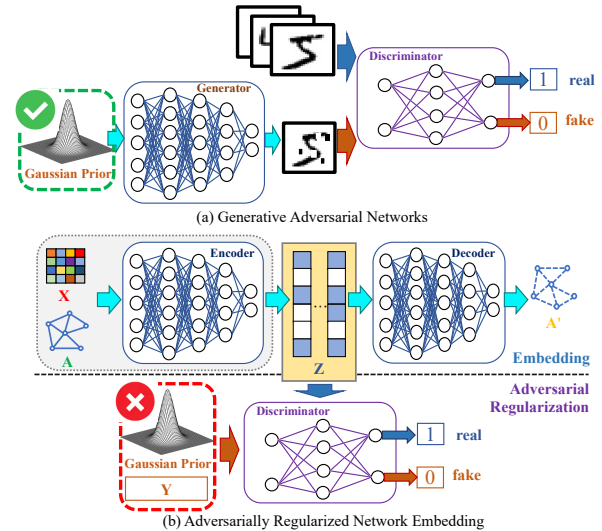 Discriminator
Generator
1 real
0 fake
Gaussian Prior
(a) Generative Adversarial Networks
Encoder
Decoder
X
A
Z
A'
Embedding
Adversarial
Regularization
Discriminator
1 real
Gaussian Prior
0 fake
Y
(b) Adversarially Regularized Network Embedding